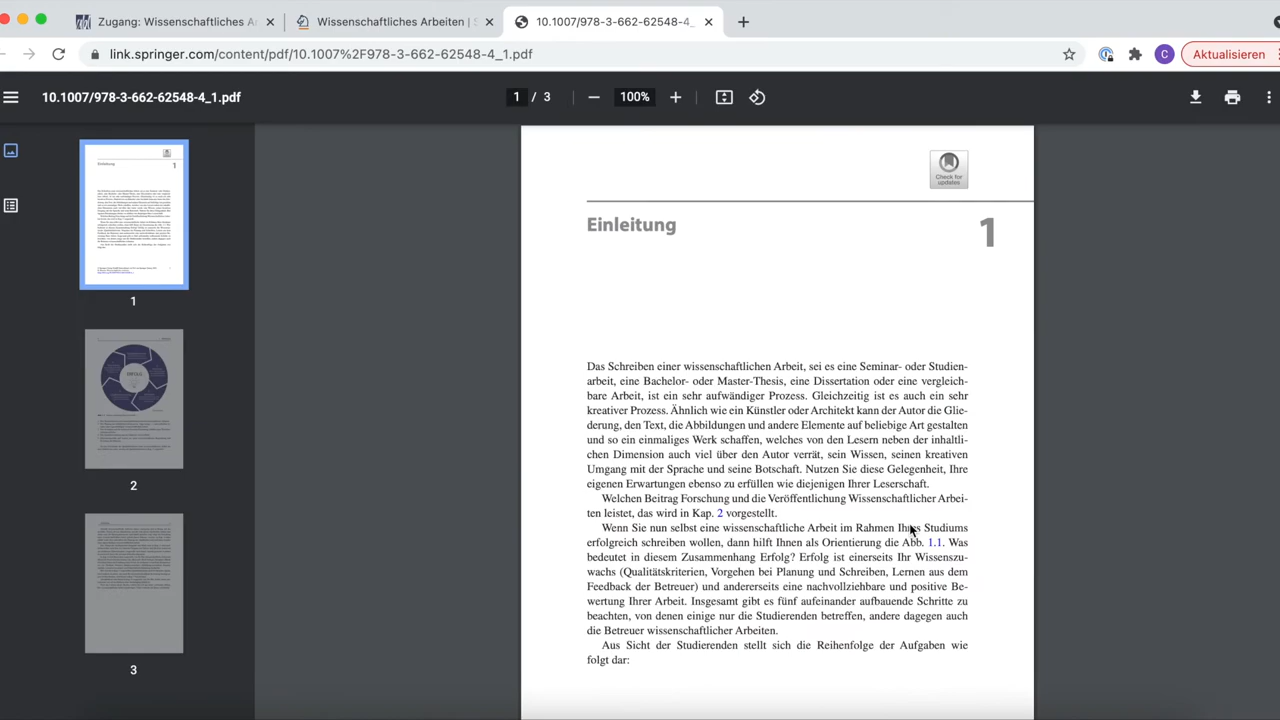 Zugang: Wissenschaftliches A
Wissenschaftliches Arbeiten | S
10.1007/978-3-662-62548-4_
link.springer.com/content/pdf/10.1007%2F978-3-662-62548-4_1.pdf
C
Aktualisieren
10.1007/978-3-662-62548-4_1.pdf
1 / 3
100%
1
2
3
Check for
updates
Einleitung
1
Das Schreiben einer wissenschaftlichen Arbeit, sei es eine Seminar- oder Studien-
arbeit, eine Bachelor- oder Master-Thesis, eine Dissertation oder eine vergleich-
bare Arbeit, ist ein sehr aufwändiger Prozess. Gleichzeitig ist es auch ein sehr
kreativer Prozess. Ähnlich wie ein Künstler oder Architekt kann der Autor die Glie-
derung, den Text, die Abbildungen und andere Elemente auf beliebige Art gestalten
und so ein einmaliges Werk schaffen, welches von den Lesern neben der inhaltli-
chen Dimension auch viel über den Autor verrät, sein Wissen, seinen kreativen
Umgang mit der Sprache und seine Botschaft. Nutzen Sie diese Gelegenheit, Ihre
eigenen Erwartungen ebenso zu erfüllen wie diejenigen Ihrer Leserschaft.
Welchen Beitrag Forschung und die Veröffentlichung Wissenschaftlicher Arbei-
ten leistet, das wird in Kap. 2 vorgestellt.
Wenn Sie nun selbst eine wissenschaftliche Arbeit im Rahmen Ihres Studiums
erfolgreich schreiben wollen, dann hilft Ihnen als Orientierung die Abb. 1.1. Was
bedeutet in diesem Zusammenhang Erfolg? Erfolg ist einerseits Ihr Wissenszu-
wachs (Qualitätskriterien, Vorgehen bei Planung und Schreiben, Lernen aus dem
Feedback der Betreuer) und andererseits eine nachvollziehbare und positive Be-
wertung Ihrer Arbeit. Insgesamt gibt es fünf aufeinander aufbauende Schritte zu
beachten, von denen einige nur die Studierenden betreffen, andere dagegen auch
die Betreuer wissenschaftlicher Arbeiten.
Aus Sicht der Studierenden stellt sich die Reihenfolge der Aufgaben wie
folgt dar: